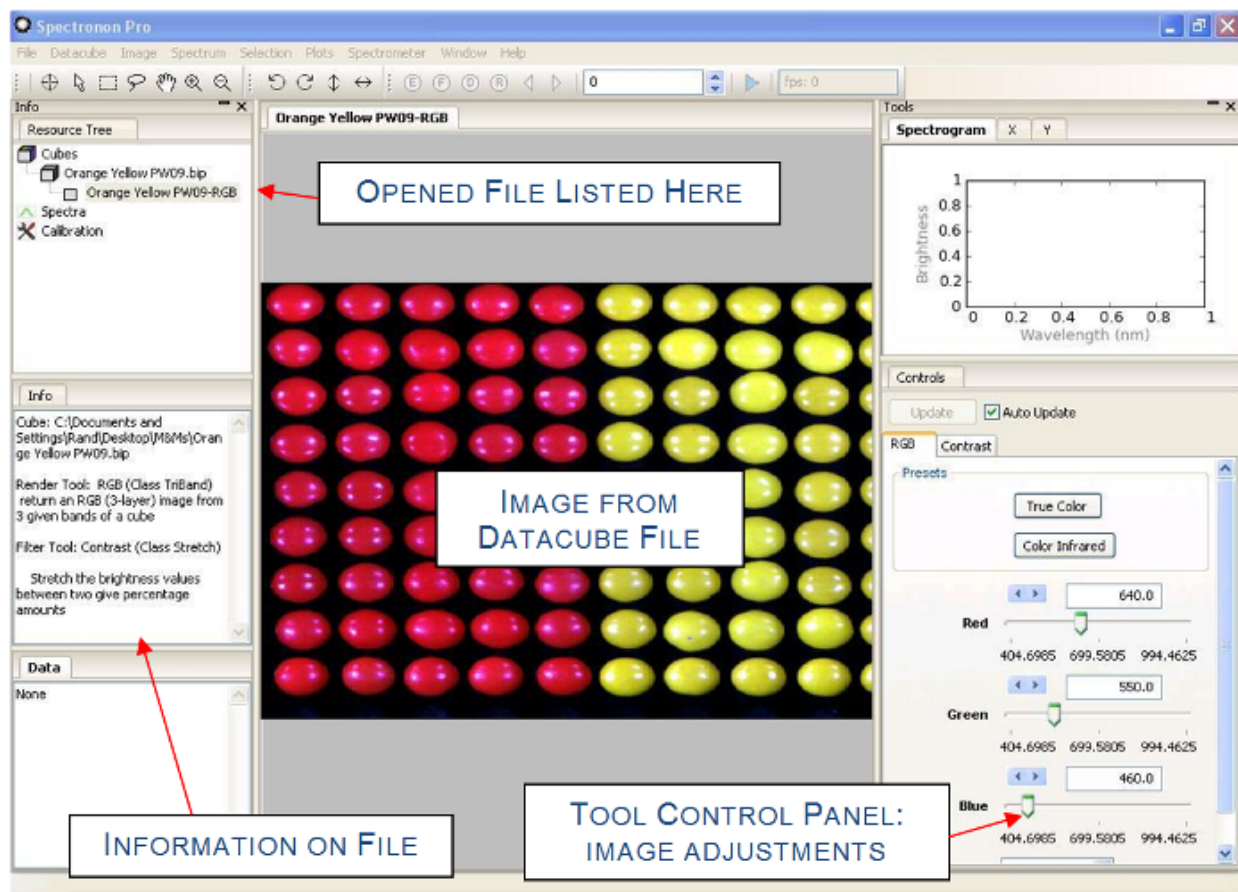 Spectronon Pro
File Datacube Image Spectrum Selection Plots Spectrometer Window Help
E F D R 0 fps: 0
Info
Resource Tree
Cubes
Orange Yellow PW09.bip
Orange Yellow PW09-RGB
Spectra
Calibration
Info
Cube: C:\Documents and
Settings\Rand\Desktop\M&Ms\Oran
ge Yellow PW09.bip
Render Tool: RGB (Class TriBand)
return an RGB (3-layer) image from
3 given bands of a cube
Filter Tool: Contrast (Class Stretch)
Stretch the brightness values
between two give percentage
amounts
Data
None
Orange Yellow PW09-RGB
OPENED FILE LISTED HERE
IMAGE FROM
DATACUBE FILE
INFORMATION ON FILE
TOOL CONTROL PANEL:
IMAGE ADJUSTMENTS
Tools
Spectrogram X Y
Brightness
1
0.8
0.6
0.4
0.2
0
0 0.2 0.4 0.6 0.8 1
Wavelength (nm)
Controls
Update Auto Update
RGB Contrast
Presets
True Color
Color Infrared
640.0
Red
404.6985 699.5805 994.4625
550.0
Green
404.6985 699.5805 994.4625
460.0
Blue
404.6985 699.5805 994.4625